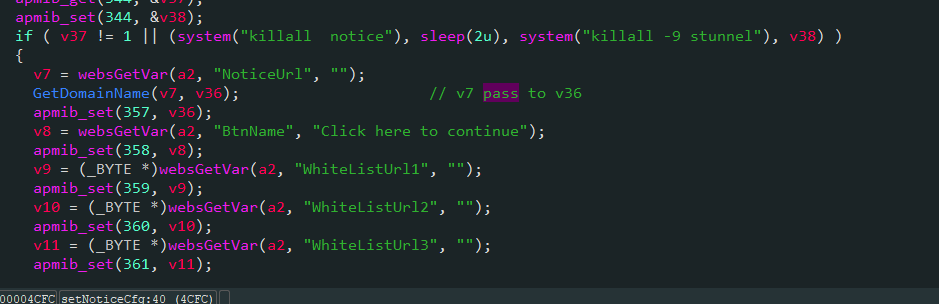 apmib_get(344, &v37);
apmib_set(344, &v38);
if ( v37 != 1 || (system("killall  notice"), sleep(2u), system("killall -9 stunnel"), v38) )
{
v7 = websGetVar(a2, "NoticeUrl", "");
GetDomainName(v7, v36); // v7 pass to v36
apmib_set(357, v36);
v8 = websGetVar(a2, "BtnName", "Click here to continue");
apmib_set(358, v8);
v9 = (_BYTE *)websGetVar(a2, "WhiteListUrl1", "");
apmib_set(359, v9);
v10 = (_BYTE *)websGetVar(a2, "WhiteListUrl2", "");
apmib_set(360, v10);
v11 = (_BYTE *)websGetVar(a2, "WhiteListUrl3", "");
apmib_set(361, v11);
00004CFC setNoticeCfg:40 (4CFC)